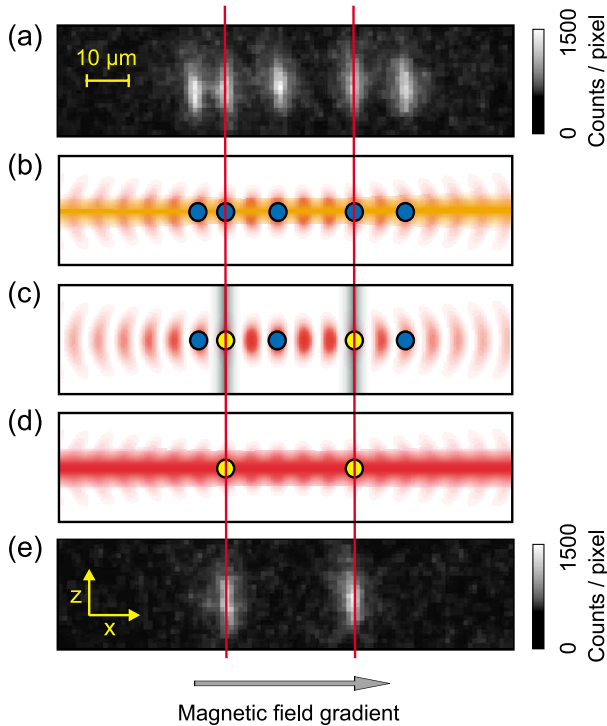 (a)
10 μm
1500
0
Counts / pixel
(b)
(c)
(d)
(e)
z
x
1500
0
Counts / pixel
Magnetic field gradient